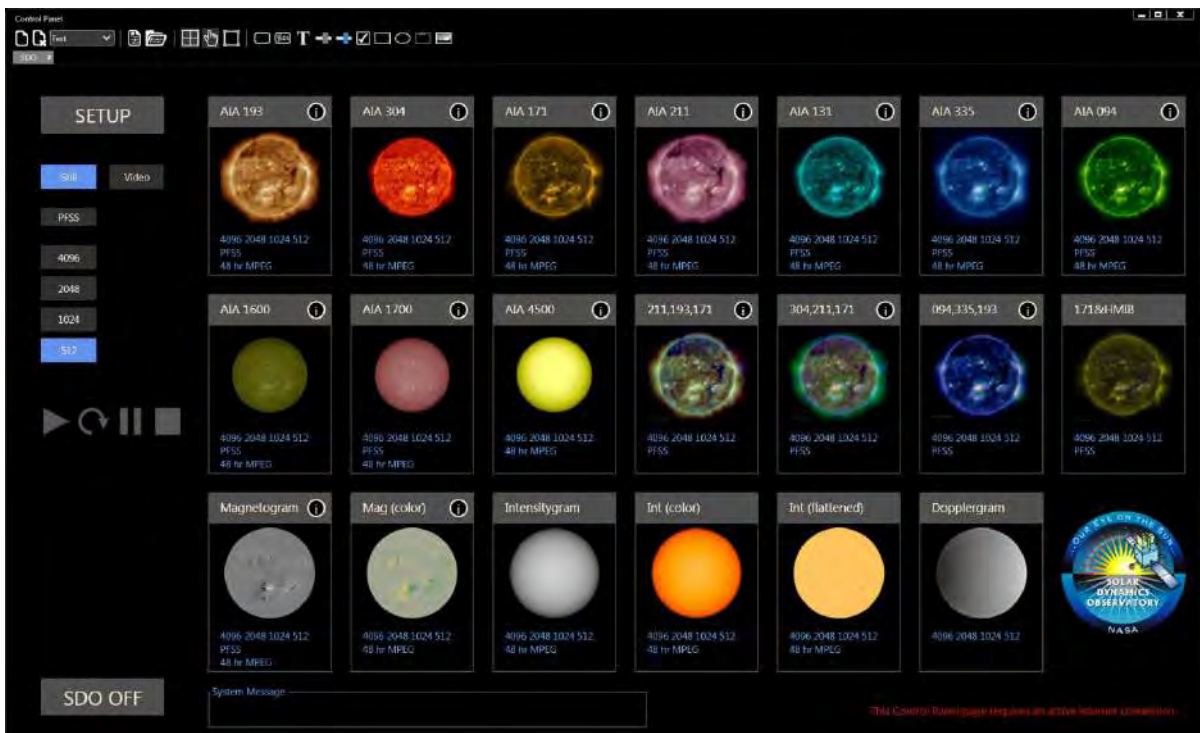 Control Panel
Text
SDO
SETUP
Still Video
PFSS
4096
2048
1024
512
SDO OFF
AIA 193
4096 2048 1024 512
PFSS
48 hr MPEG
AIA 304
4096 2048 1024 512
PFSS
48 hr MPEG
AIA 171
4096 2048 1024 512
PFSS
48 hr MPEG
AIA 211
4096 2048 1024 512
PFSS
48 hr MPEG
AIA 131
4096 2048 1024 512
PFSS
48 hr MPEG
AIA 335
4096 2048 1024 512
PFSS
48 hr MPEG
AIA 094
4096 2048 1024 512
PFSS
48 hr MPEG
AIA 1600
4096 2048 1024 512
PFSS
48 hr MPEG
AIA 1700
4096 2048 1024 512
PFSS
48 hr MPEG
AIA 4500
4096 2048 1024 512
48 hr MPEG
211,193,171
4096 2048 1024 512
PFSS
304,211,171
4096 2048 1024 512
PFSS
094,335,193
4096 2048 1024 512
PFSS
171&HMIB
4096 2048 1024 512
Magnetogram
4096 2048 1024 512
PFSS
48 hr MPEG
Mag (color)
4096 2048 1024 512
PFSS
48 hr MPEG
Intensitygram
4096 2048 1024 512
48 hr MPEG
Int (color)
4096 2048 1024 512
48 hr MPEG
Int (flattened)
4096 2048 1024 512
48 hr MPEG
Dopplergram
4096 2048 1024 512
OUR EYE ON THE SUN
SOLAR
DYNAMICS
OBSERVATORY
NASA
System Message
This Control Panel page requires an active internet connection.